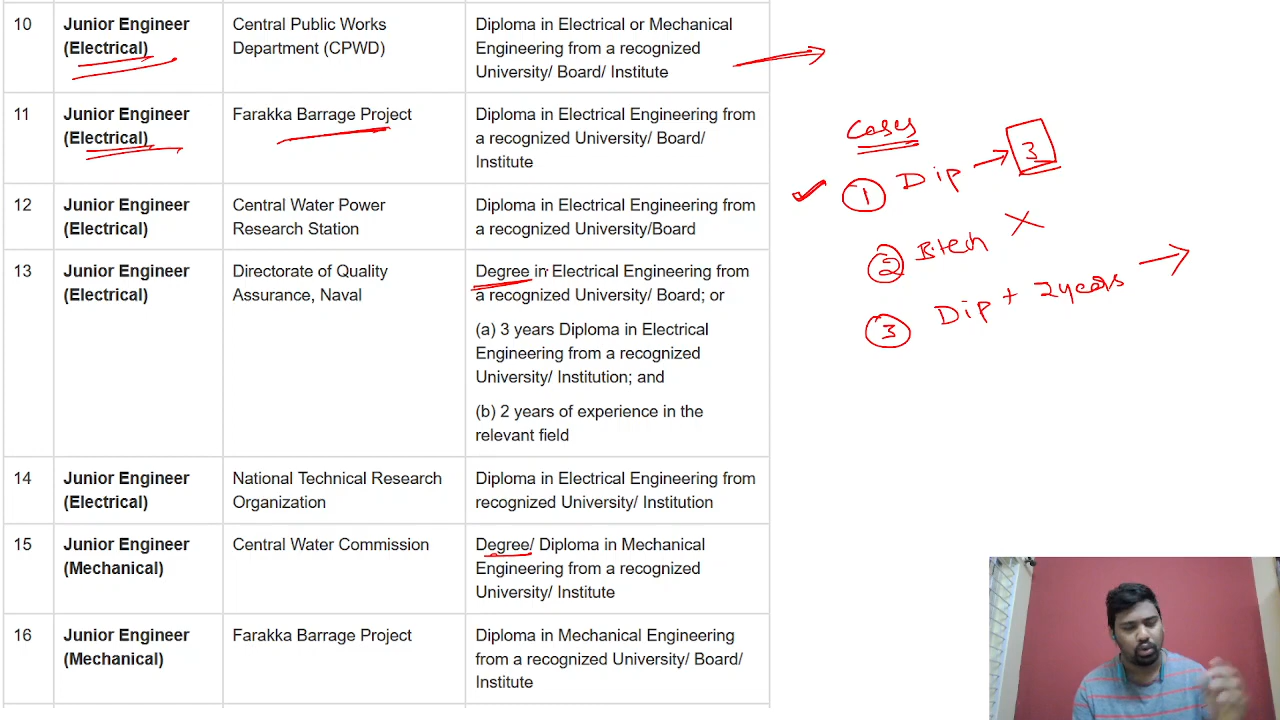 10
Junior Engineer
(Electrical)
Central Public Works
Department (CPWD)
Diploma in Electrical or Mechanical
Engineering from a recognized
University/ Board/ Institute
11
Junior Engineer
(Electrical)
Farakka Barrage Project
Diploma in Electrical Engineering from
a recognized University/ Board/
Institute
12
Junior Engineer
(Electrical)
Central Water Power
Research Station
Diploma in Electrical Engineering from
a recognized University/Board
13
Junior Engineer
(Electrical)
Directorate of Quality
Assurance, Naval
Degree in Electrical Engineering from
a recognized University/ Board; or
(a) 3 years Diploma in Electrical
Engineering from a recognized
University/ Institution; and
(b) 2 years of experience in the
relevant field
14
Junior Engineer
(Electrical)
National Technical Research
Organization
Diploma in Electrical Engineering from
recognized University/ Institution
15
Junior Engineer
(Mechanical)
Central Water Commission
Degree/ Diploma in Mechanical
Engineering from a recognized
University/ Institute
16
Junior Engineer
(Mechanical)
Farakka Barrage Project
Diploma in Mechanical Engineering
from a recognized University/ Board/
Institute
Cases
1 Dip → 3
2 Btech ×
3 Dip + 2 years →